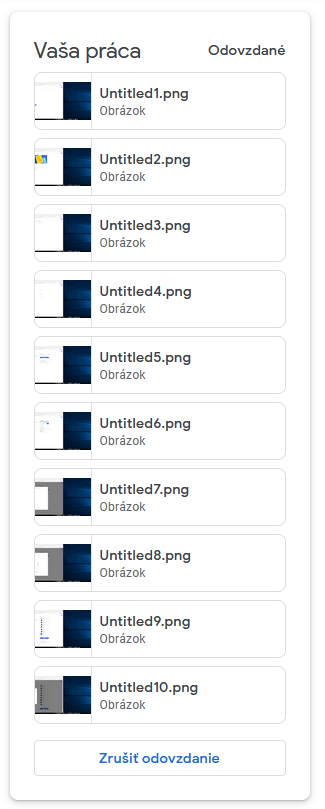 Vaša práca Odovzdané
Untitled1.png
Obrázok
Untitled2.png
Obrázok
Untitled3.png
Obrázok
Untitled4.png
Obrázok
Untitled5.png
Obrázok
Untitled6.png
Obrázok
Untitled7.png
Obrázok
Untitled8.png
Obrázok
Untitled9.png
Obrázok
Untitled10.png
Obrázok
Zrušiť odovzdanie